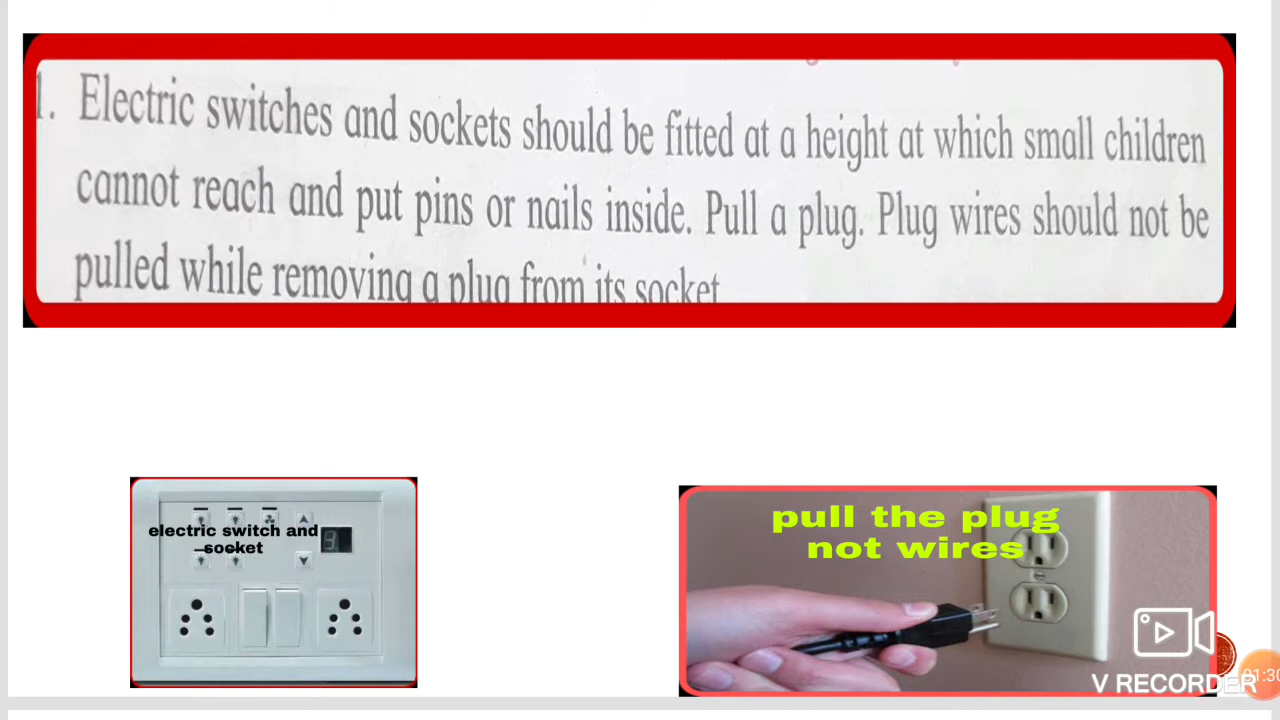 1. Electric switches and sockets should be fitted at a height at which small children
cannot reach and put pins or nails inside. Pull a plug. Plug wires should not be
pulled while removing a plug from its socket
electric switch and
socket
pull the plug
not wires
V RECORDER
01:30